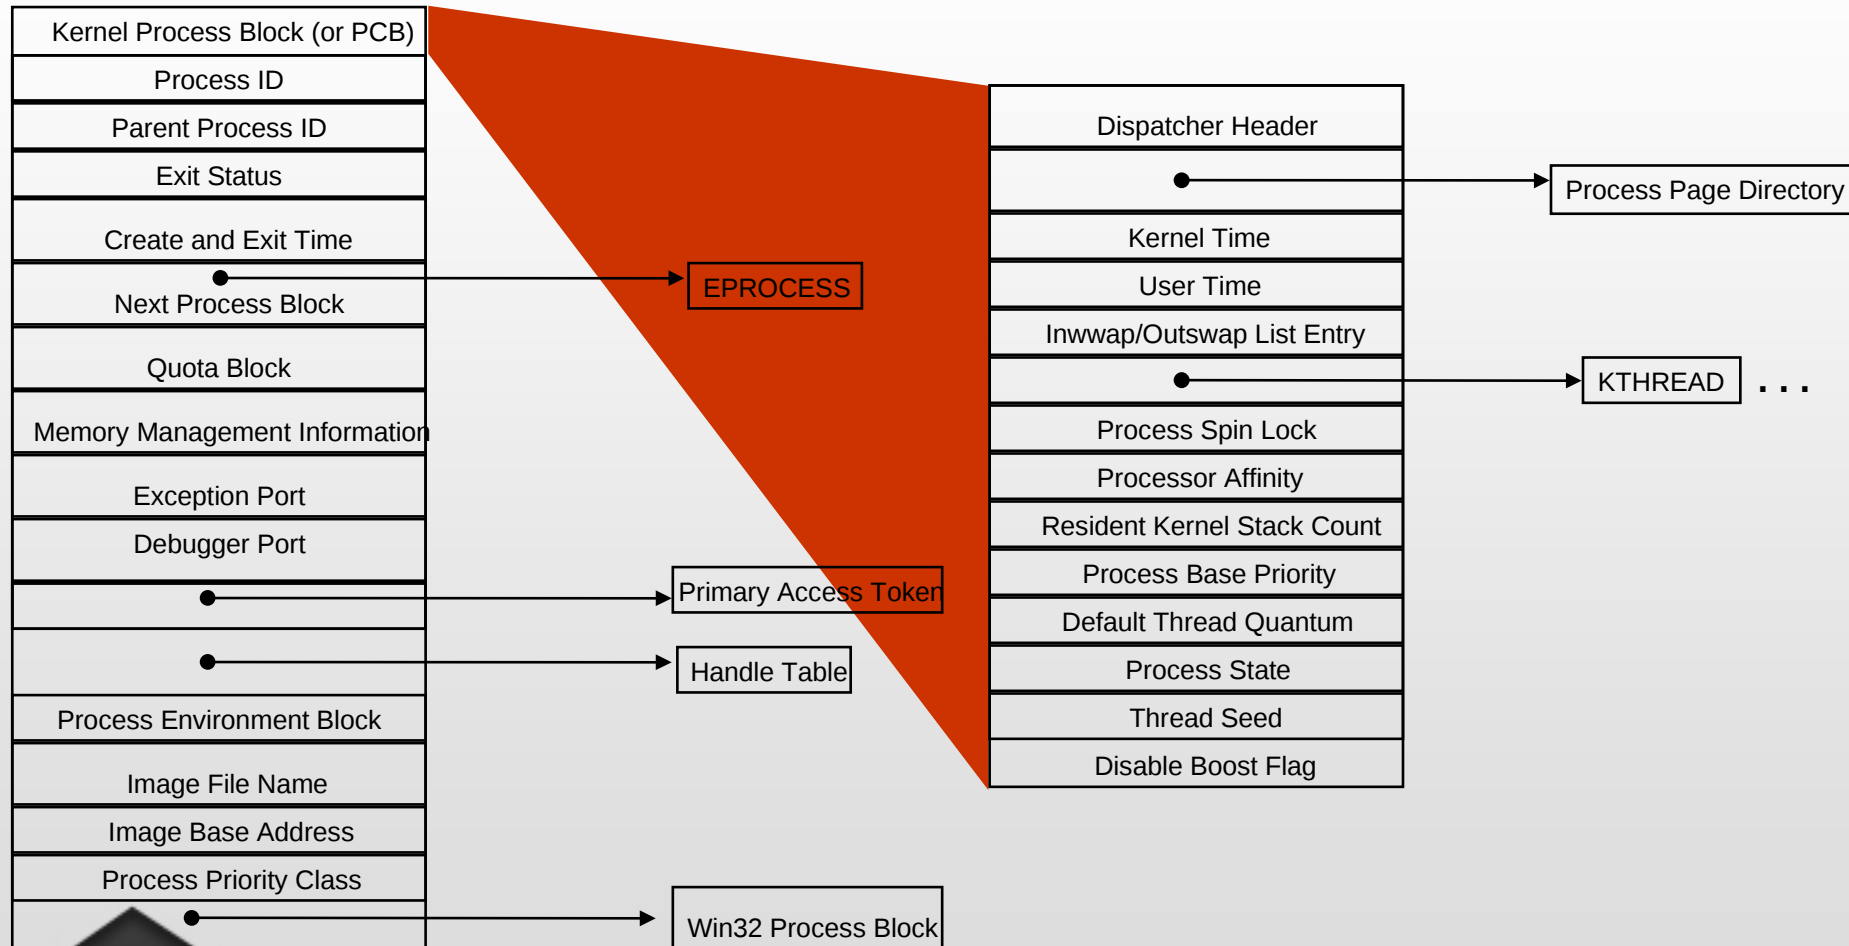 Kernel Process Block (or PCB)
Process ID
Parent Process ID
Exit Status
Create and Exit Time
Next Process Block
Quota Block
Memory Management Information
Exception Port
Debugger Port
Process Environment Block
Image File Name
Image Base Address
Process Priority Class
EPROCESS
Primary Access Token
Handle Table
Win32 Process Block
Dispatcher Header
Kernel Time
User Time
Inwwap/Outswap List Entry
Process Spin Lock
Processor Affinity
Resident Kernel Stack Count
Process Base Priority
Default Thread Quantum
Process State
Thread Seed
Disable Boost Flag
Process Page Directory
KTHREAD ...